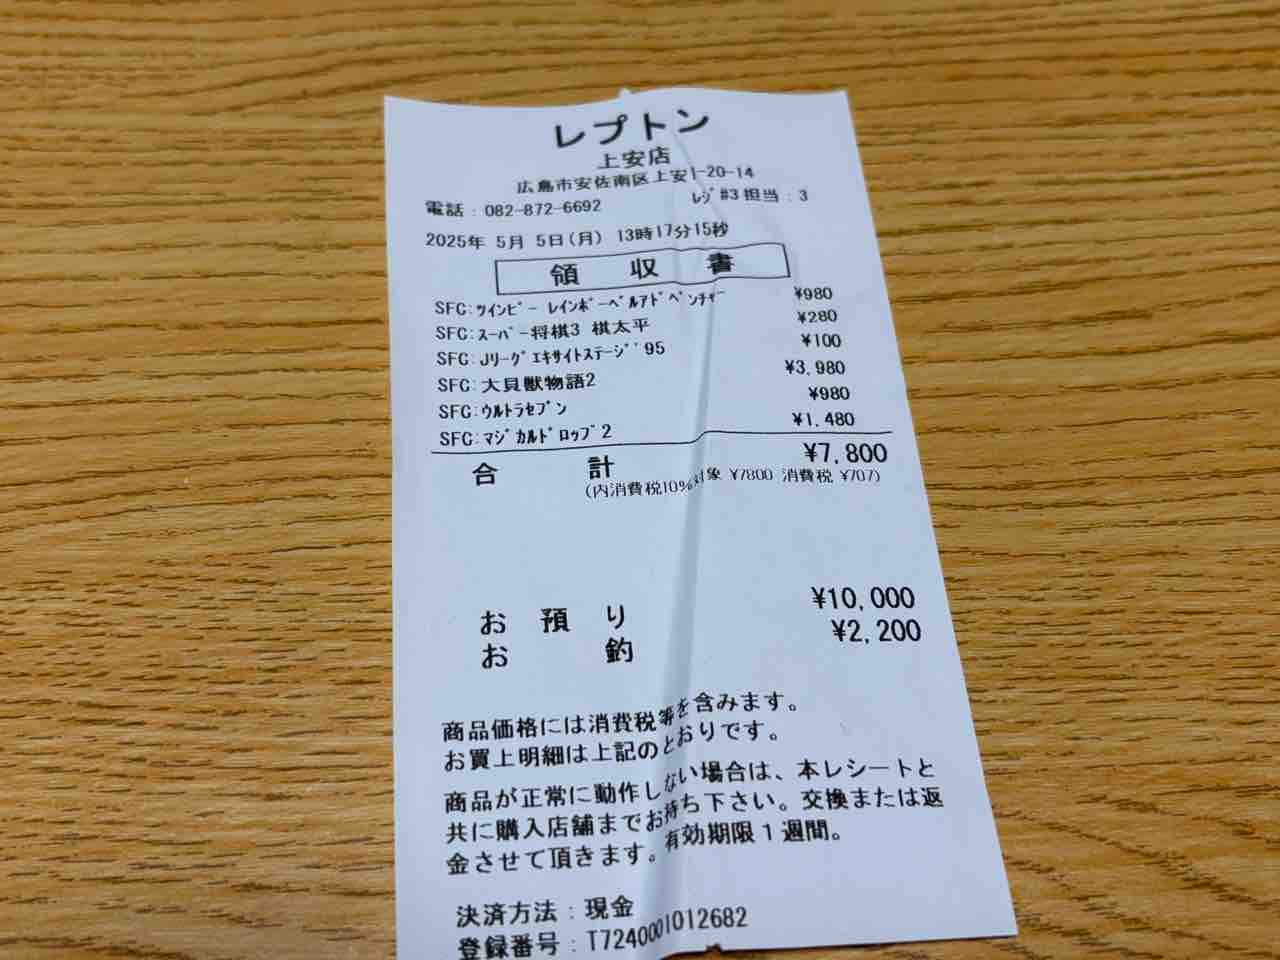 レプトン
上安店
広島市安佐南区上安1-20-14
電話：082-872-6692 ﾚｼﾞ#3 担当：3
2025年 5月 5日(月) 13時17分15秒
領 収 書
SFC:ﾂｲﾝﾋﾞｰ ﾚｲﾝﾎﾞｰﾍﾞﾙｱﾄﾞﾍﾞﾝﾁｬｰ ¥980
SFC:ｽｰﾊﾟｰ将棋3 棋太平 ¥280
SFC:Jﾘｰｸﾞｴｷｻｲﾄｽﾃｰｼﾞ'95 ¥100
SFC:大貝獣物語2 ¥3,980
SFC:ｳﾙﾄﾗｾﾌﾞﾝ ¥980
SFC:ﾏｼﾞｶﾙﾄﾞﾛｯﾌﾟ2 ¥1,480
合 計 ¥7,800
(内消費税10%対象 ¥7800 消費税 ¥707)
お 預 り ¥10,000
お 釣 ¥2,200
商品価格には消費税等を含みます。
お買上明細は上記のとおりです。
商品が正常に動作しない場合は、本レシートと
共に購入店舗までお持ち下さい。交換または返
金させて頂きます。有効期限1週間。
決済方法：現金
登録番号：T7240001012682